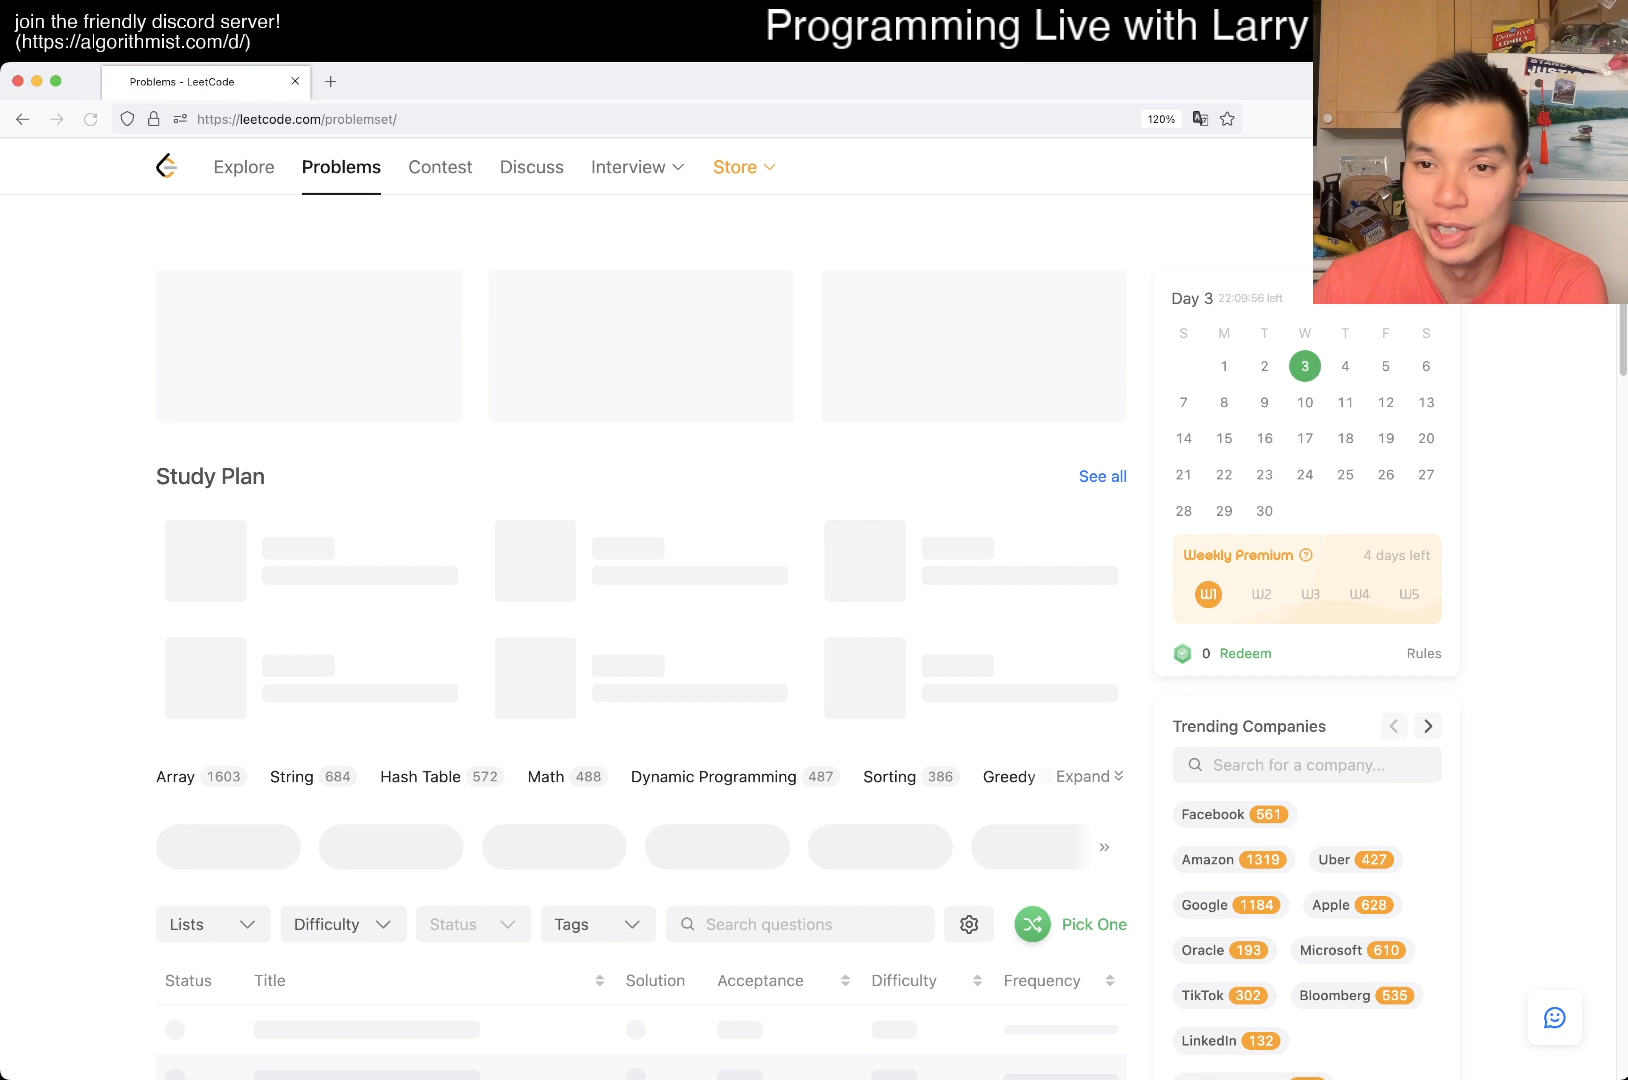 join the friendly discord server!
(https://algorithmist.com/d/)
Programming Live with Larry
Problems - LeetCode
https://leetcode.com/problemset/
120%
Explore Problems Contest Discuss Interview Store
Day 3 22:09:56 left
S M T W T F S
1 2 3 4 5 6
7 8 9 10 11 12 13
14 15 16 17 18 19 20
21 22 23 24 25 26 27
28 29 30
Weekly Premium 4 days left
W1 W2 W3 W4 W5
0 Redeem Rules
Study Plan See all
Array 1603 String 684 Hash Table 572 Math 488 Dynamic Programming 487 Sorting 386 Greedy Expand
Lists Difficulty Status Tags Search questions Pick One
Status Title Solution Acceptance Difficulty Frequency
Trending Companies
Search for a company...
Facebook 561
Amazon 1319 Uber 427
Google 1184 Apple 628
Oracle 193 Microsoft 610
TikTok 302 Bloomberg 535
LinkedIn 132